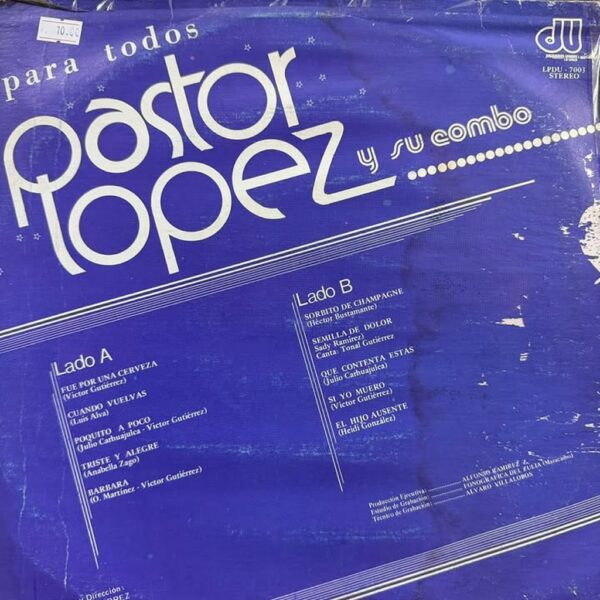 10.00
para todos
pastor
lopez
y su combo
LPDU - 7003
STEREO
Lado A
FUE POR UNA CERVEZA
(Víctor Gutiérrez)
CUANDO VUELVAS
(Luis Alva)
POQUITO A POCO
(Julio Carhuajulca - Víctor Gutiérrez)
TRISTE Y ALEGRE
(Anabella Zago)
BARBARA
(O. Martínez - Víctor Gutiérrez)
Lado B
SORBITO DE CHAMPAGNE
(Héctor Bustamante)
SEMILLA DE DOLOR
Sady Ramírez)
Canta: Tonal Gutiérrez
QUE CONTENTA ESTAS
(Julio Carhuajulca)
SI YO MUERO
(Víctor Gutiérrez)
EL HIJO AUSENTE
(Heidi González)
Producción Ejecutiva: ALFONSO RAMIREZ Z.
Estudio de Grabación: FONOGRAFICA DEL ZULIA (Maracaibo)
Técnico de Grabación: ALVARO VILLALOBOS
Dirección